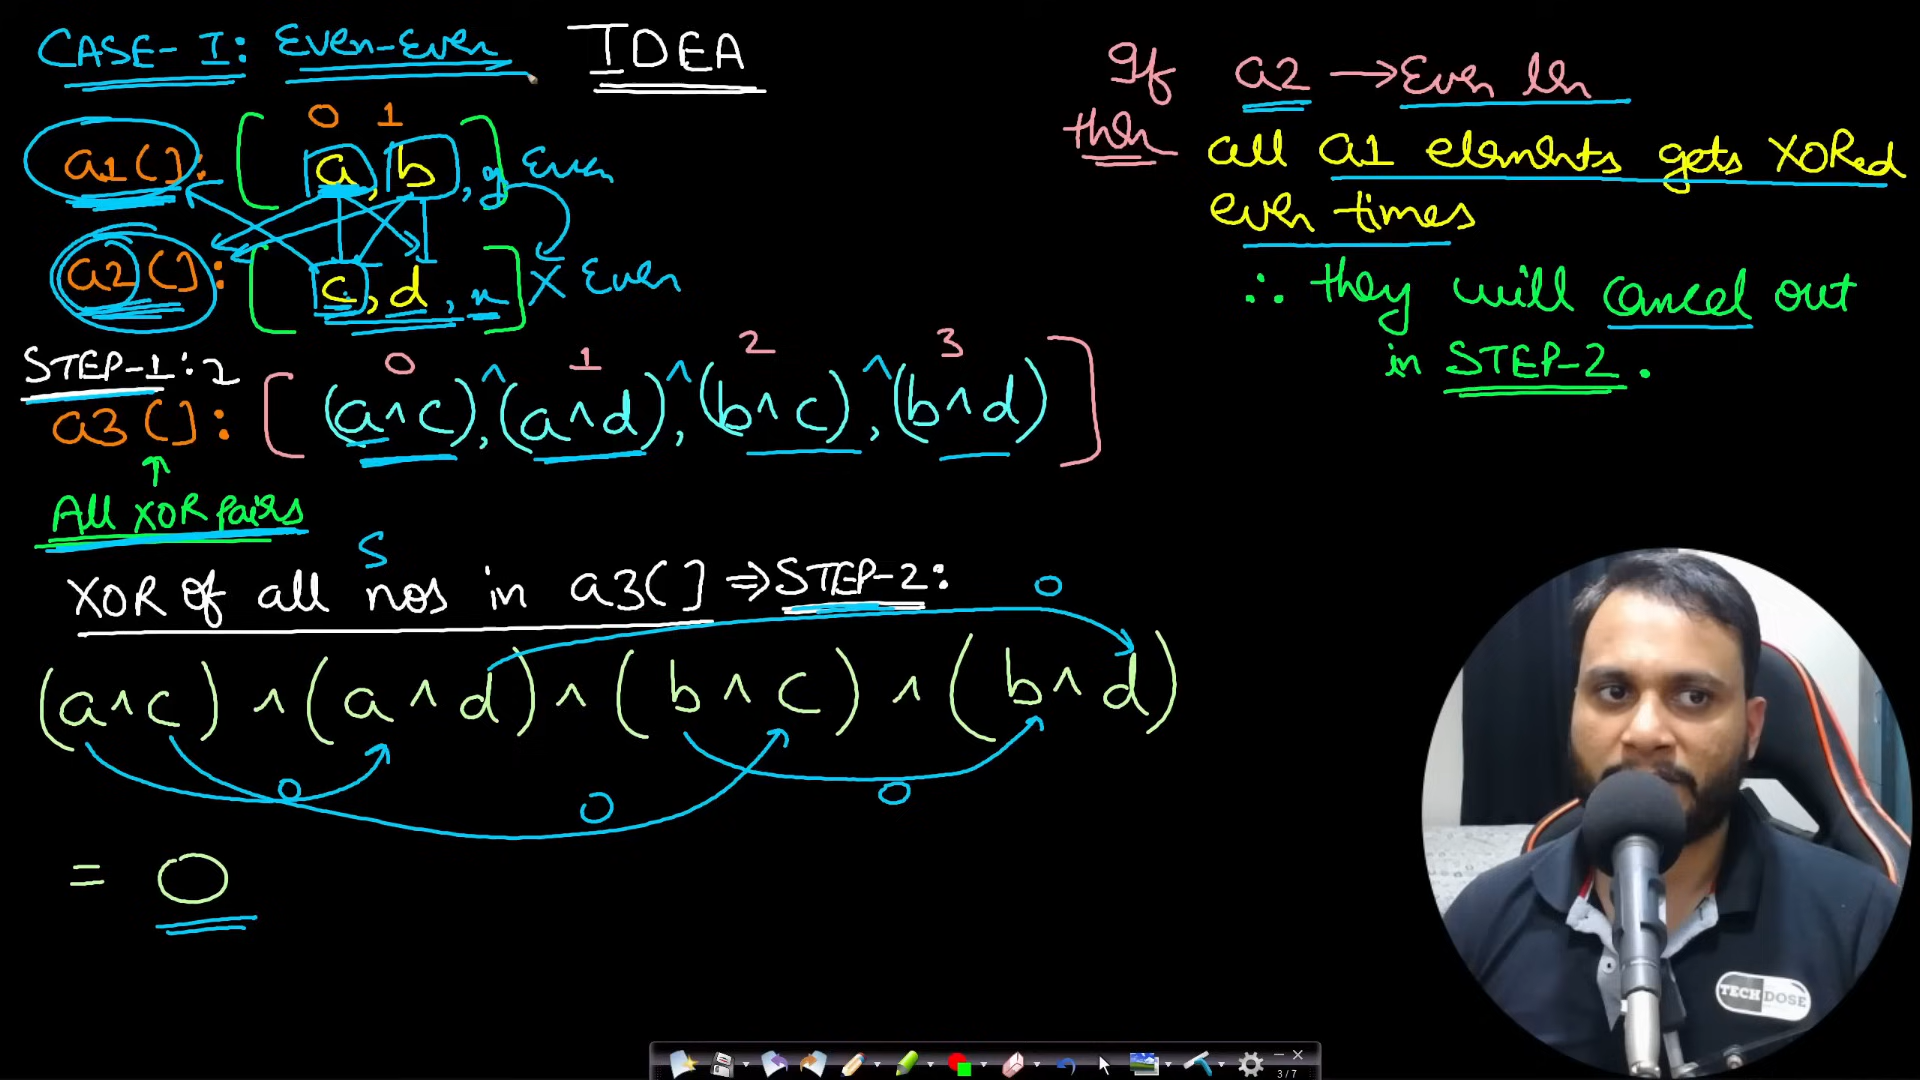 CASE-I: Even-Even IDEA
0 1
a1[]: [a, b, y] Even
a2[]: [c, d, x] X Even
STEP-1: 2
0 ^ 1 ^ 2 ^ 3
a3[]: [(a^c), (a^d), (b^c), (b^d)]
↑
All XOR pairs
S
XOR of all nos in a3[] ⇒ STEP-2:
0
(a^c) ^ (a^d) ^ (b^c) ^ (b^d)
0 0 0
= 0
If a2 → Even len
then all a1 elements gets XORed
even times
∴ they will cancel out
in STEP-2.
TECH DOSE
3/7